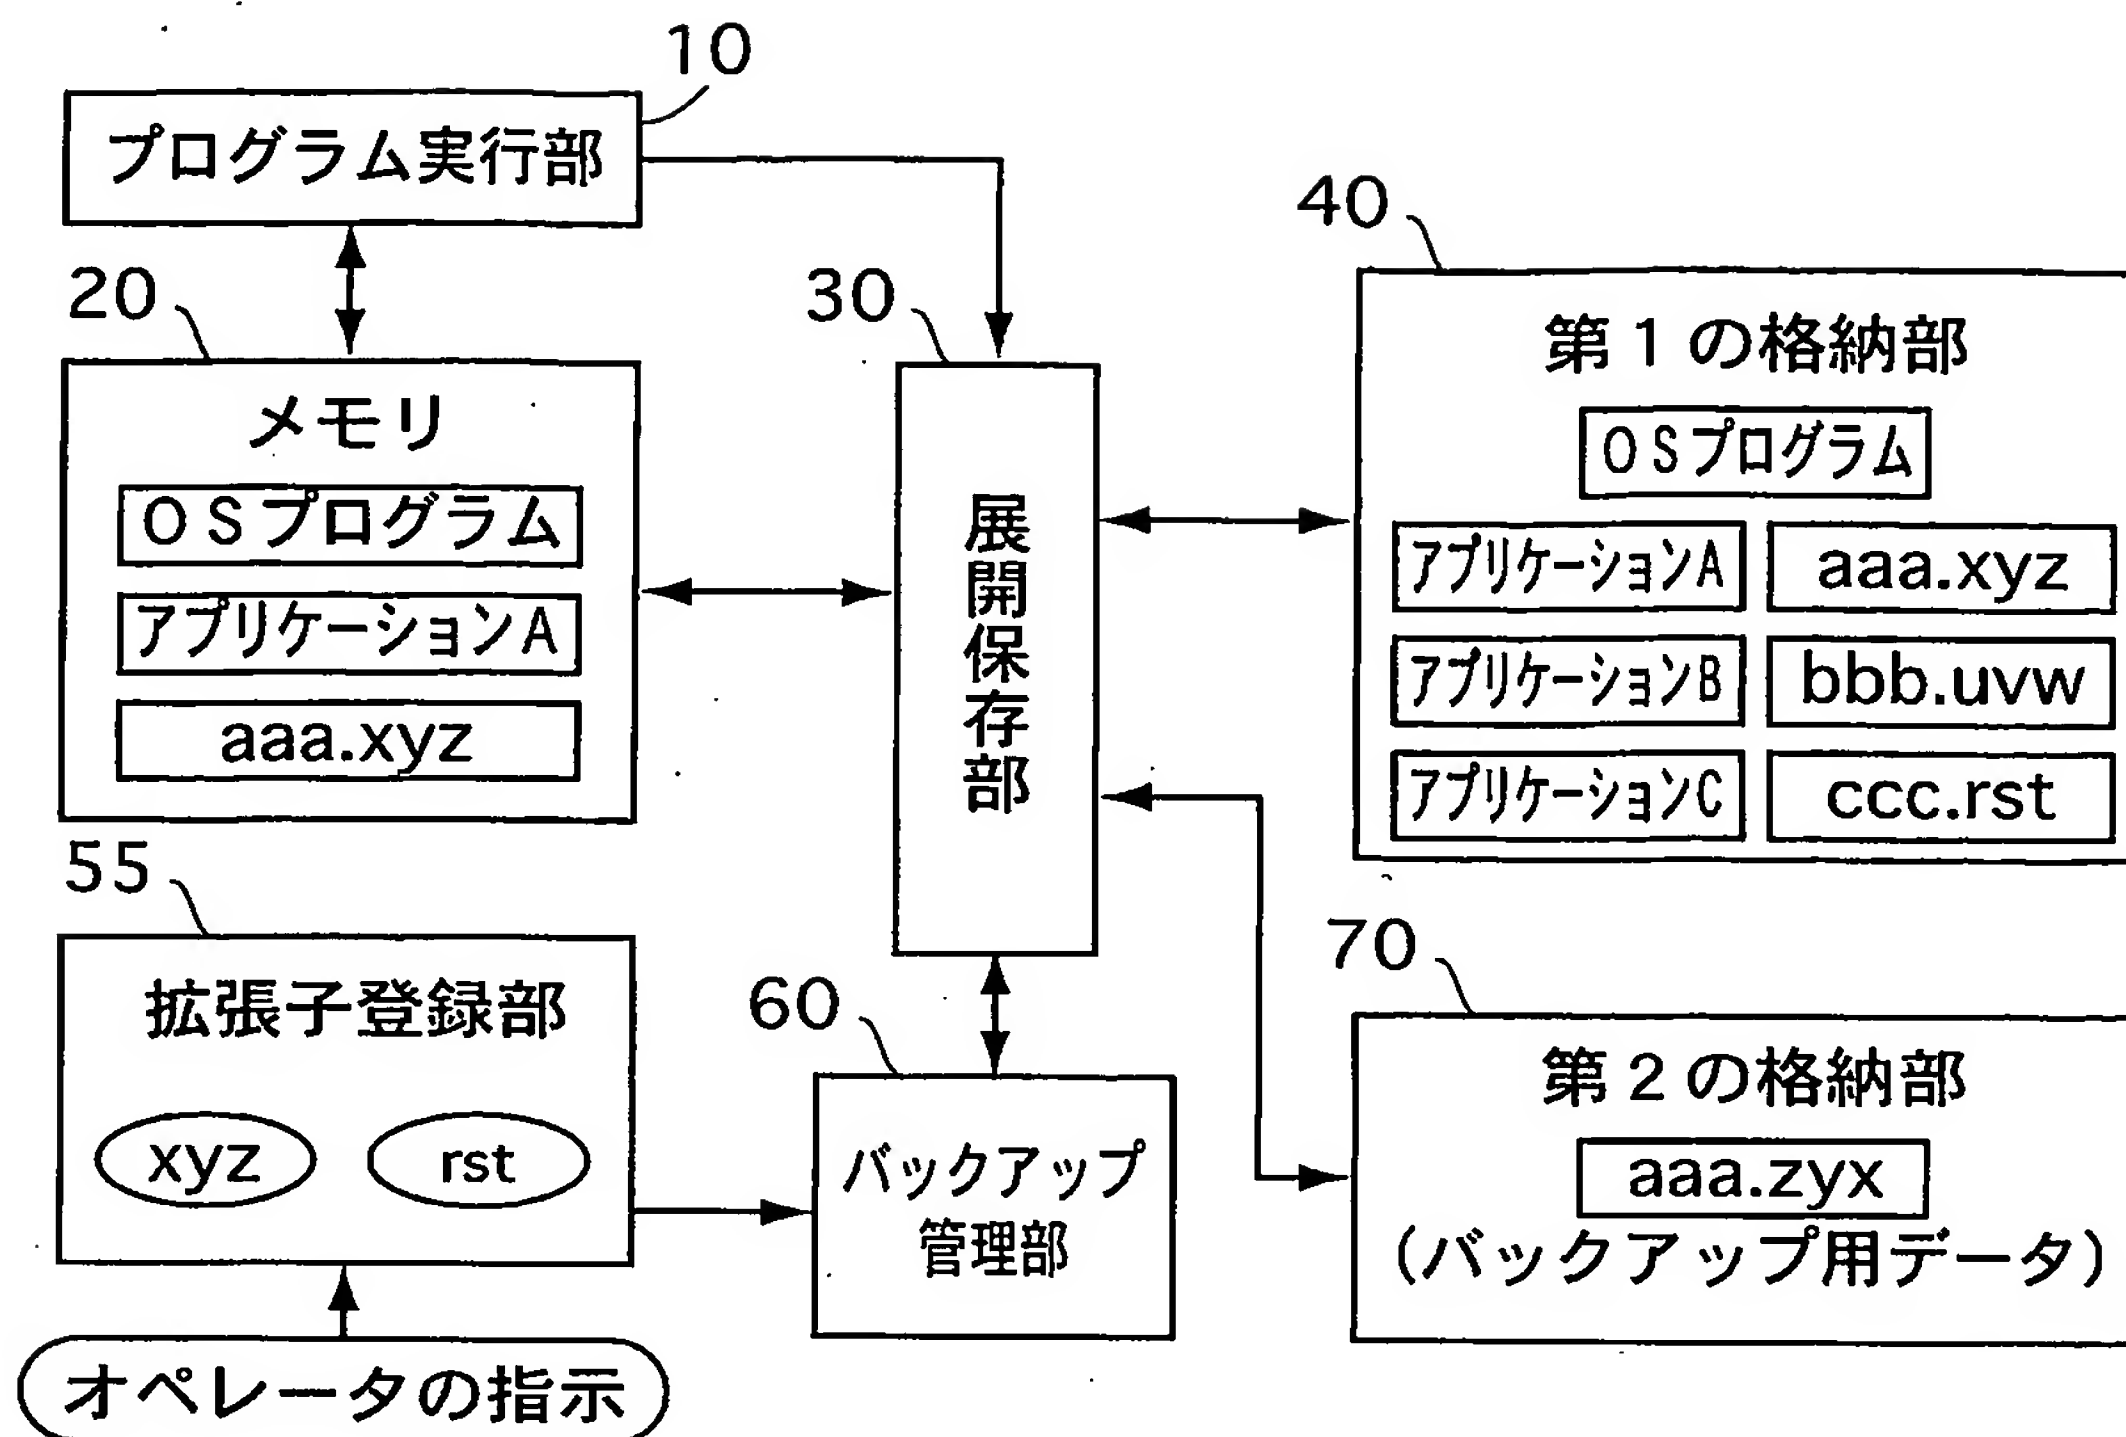 10
プログラム実行部
20
メモリ
OSプログラム
アプリケーションA
aaa.xyz
30
展開保存部
40
第1の格納部
OSプログラム
アプリケーションA
aaa.xyz
アプリケーションB
bbb.uvw
アプリケーションC
ccc.rst
55
拡張子登録部
xyz
rst
オペレータの指示
60
バックアップ
管理部
70
第2の格納部
aaa.zyx
(バックアップ用データ)